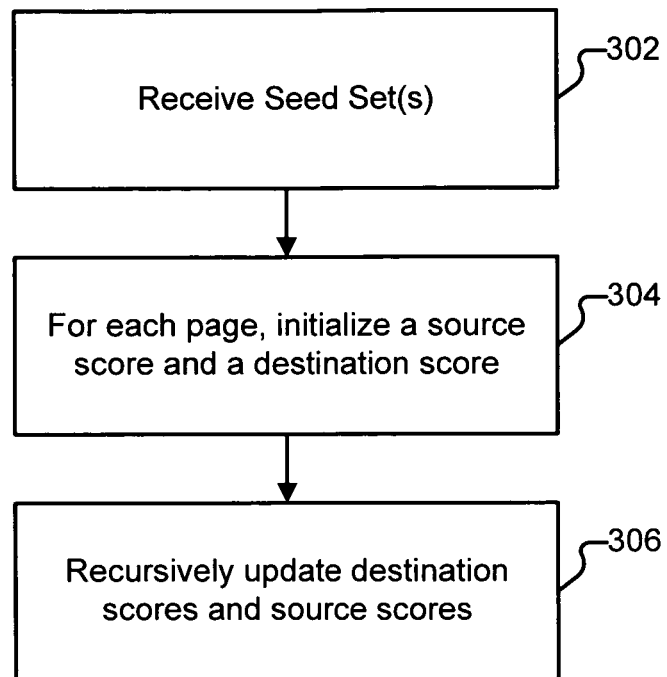 302
Receive Seed Set(s)
304
For each page, initialize a source
score and a destination score
306
Recursively update destination
scores and source scores